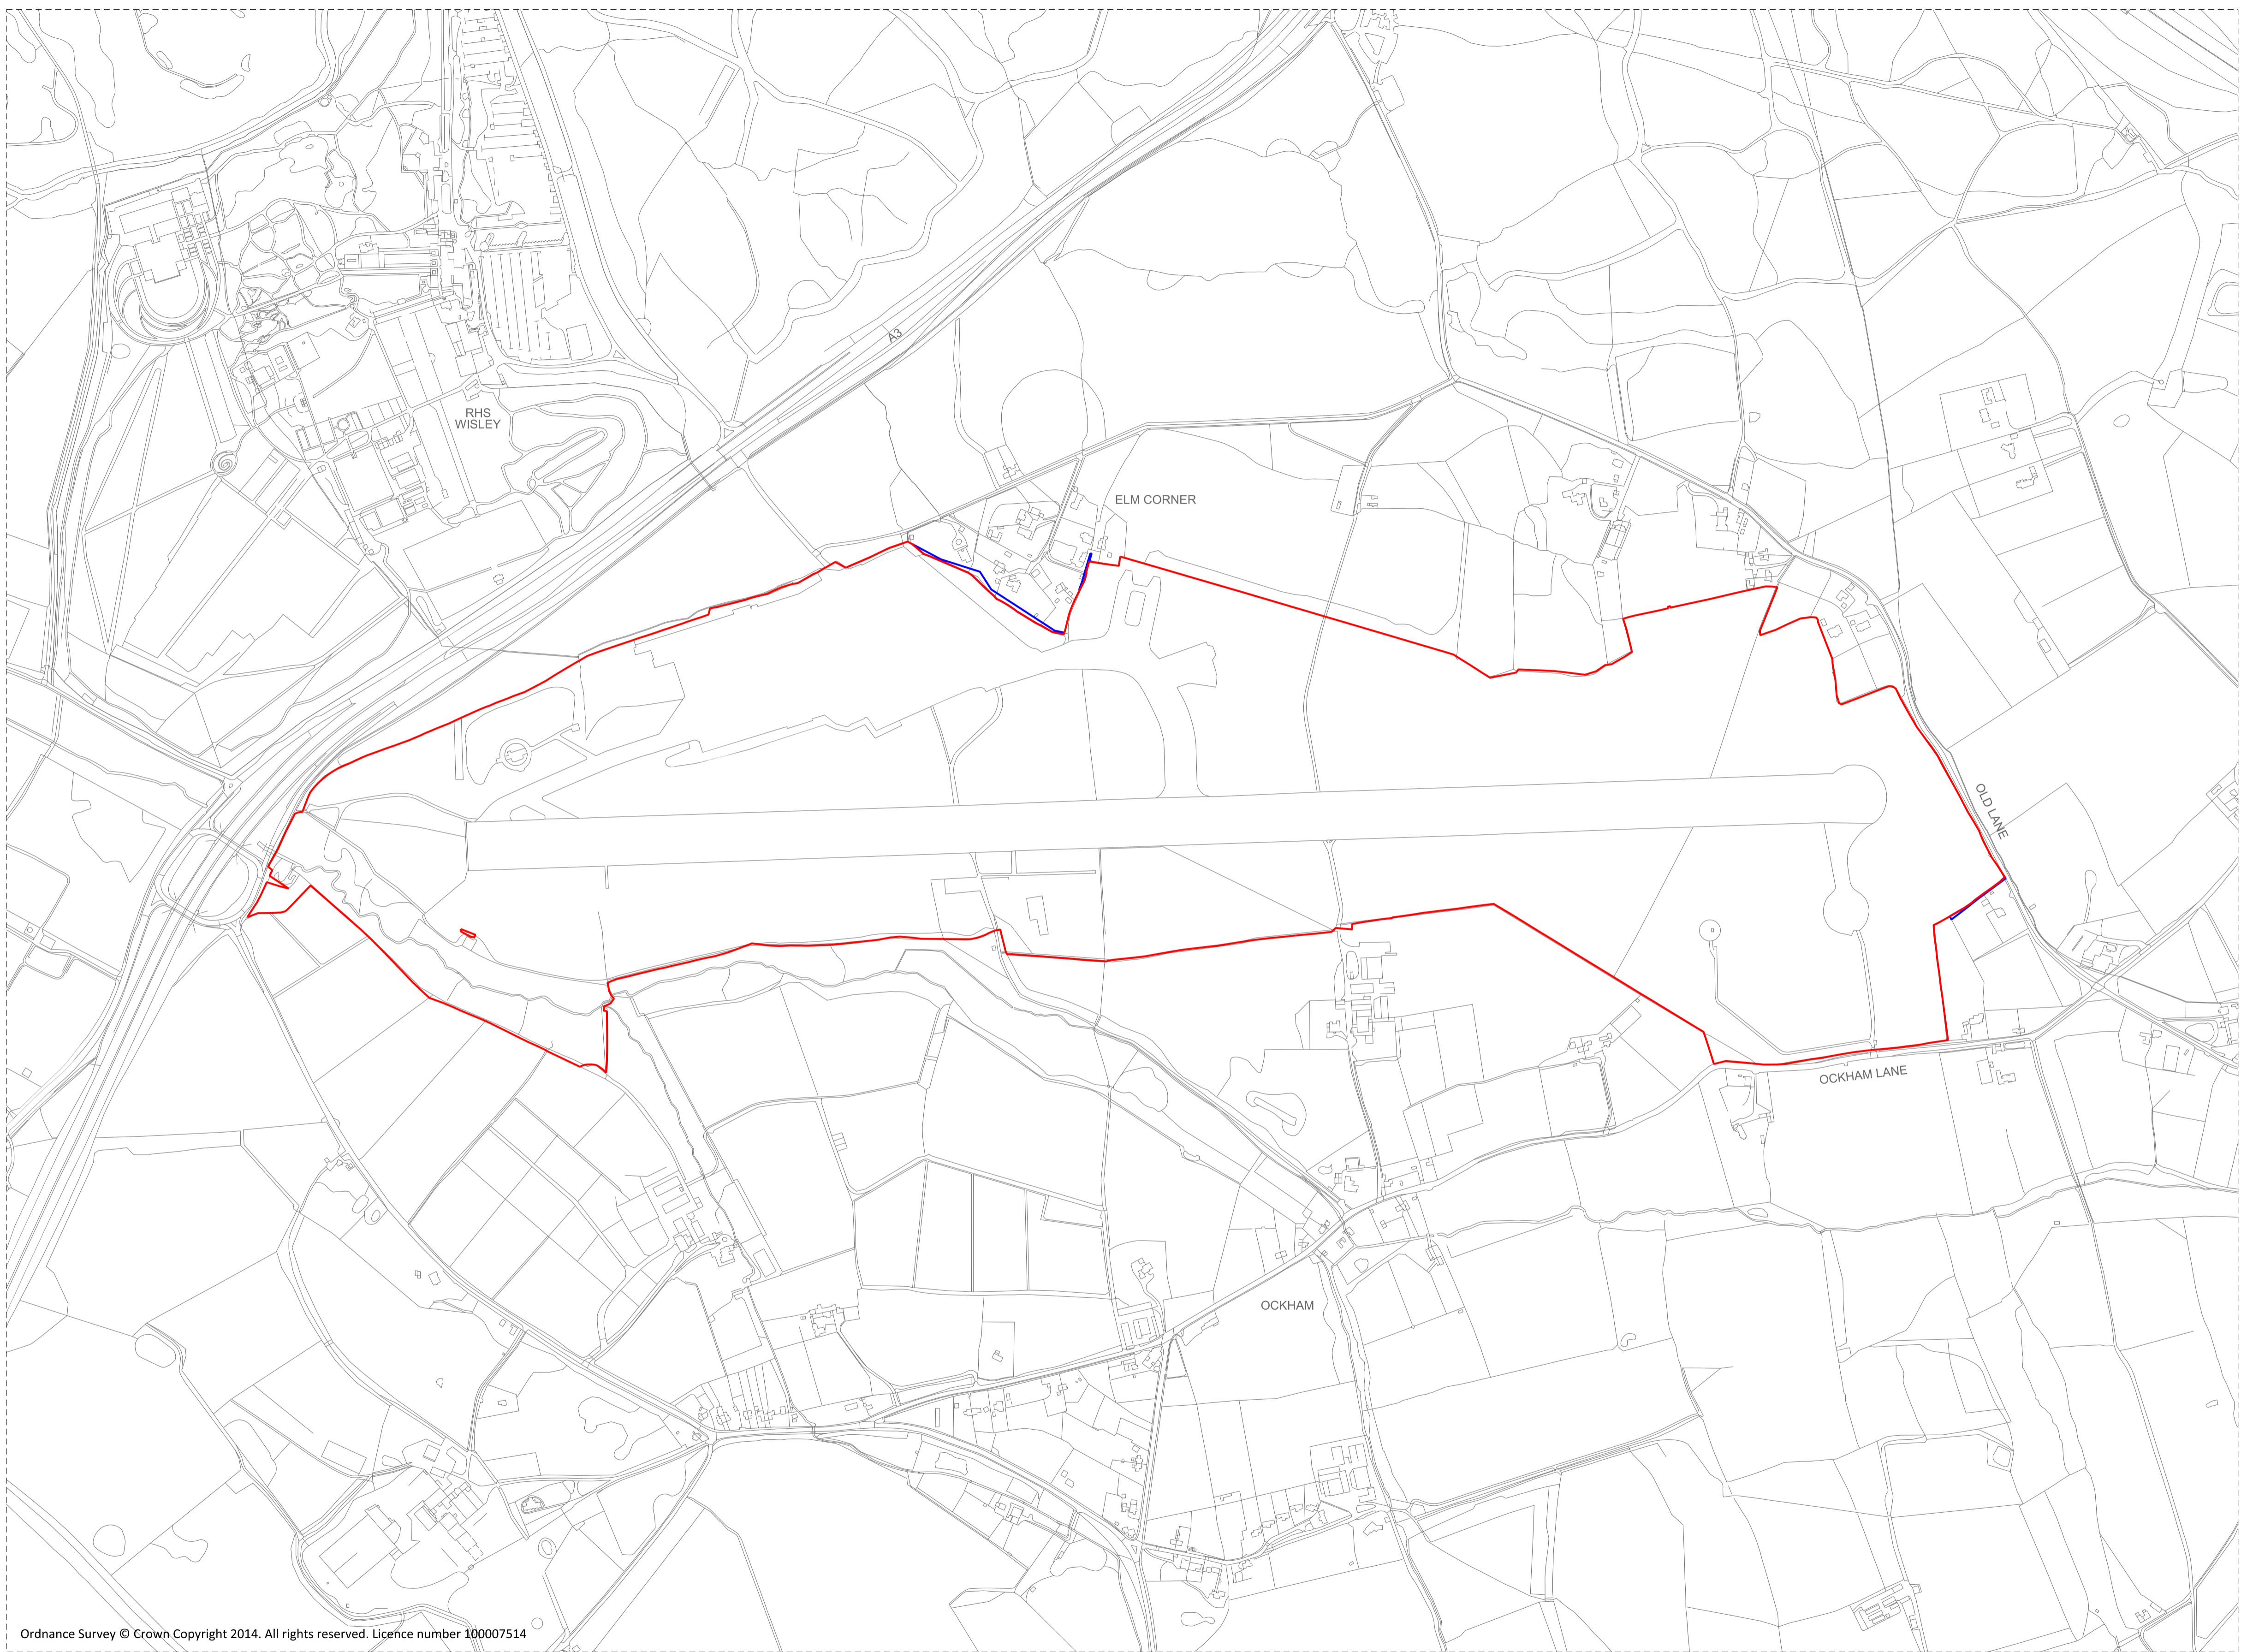 A3
RHS
WISLEY
ELM CORNER
OLD LANE
OCKHAM LANE
OCKHAM
Ordnance Survey © Crown Copyright 2014. All rights reserved. Licence number 100007514